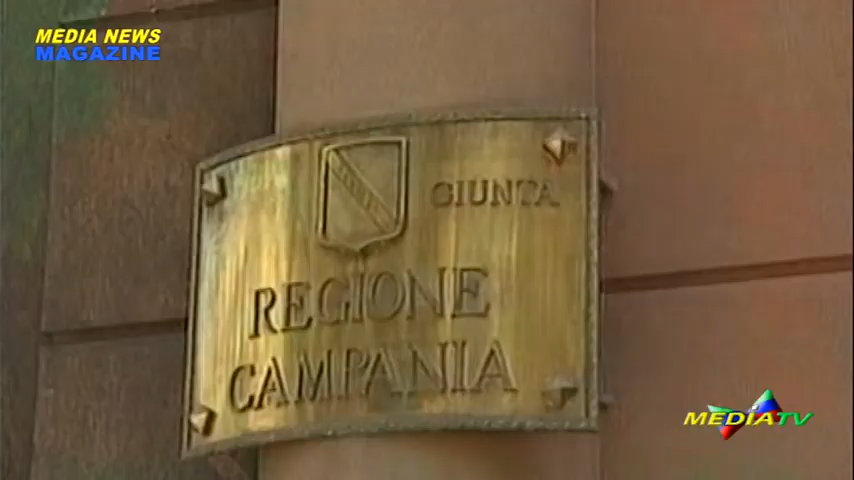 MEDIA NEWS
MAGAZINE
GIUNTA
REGIONE
CAMPANIA
MEDIATV